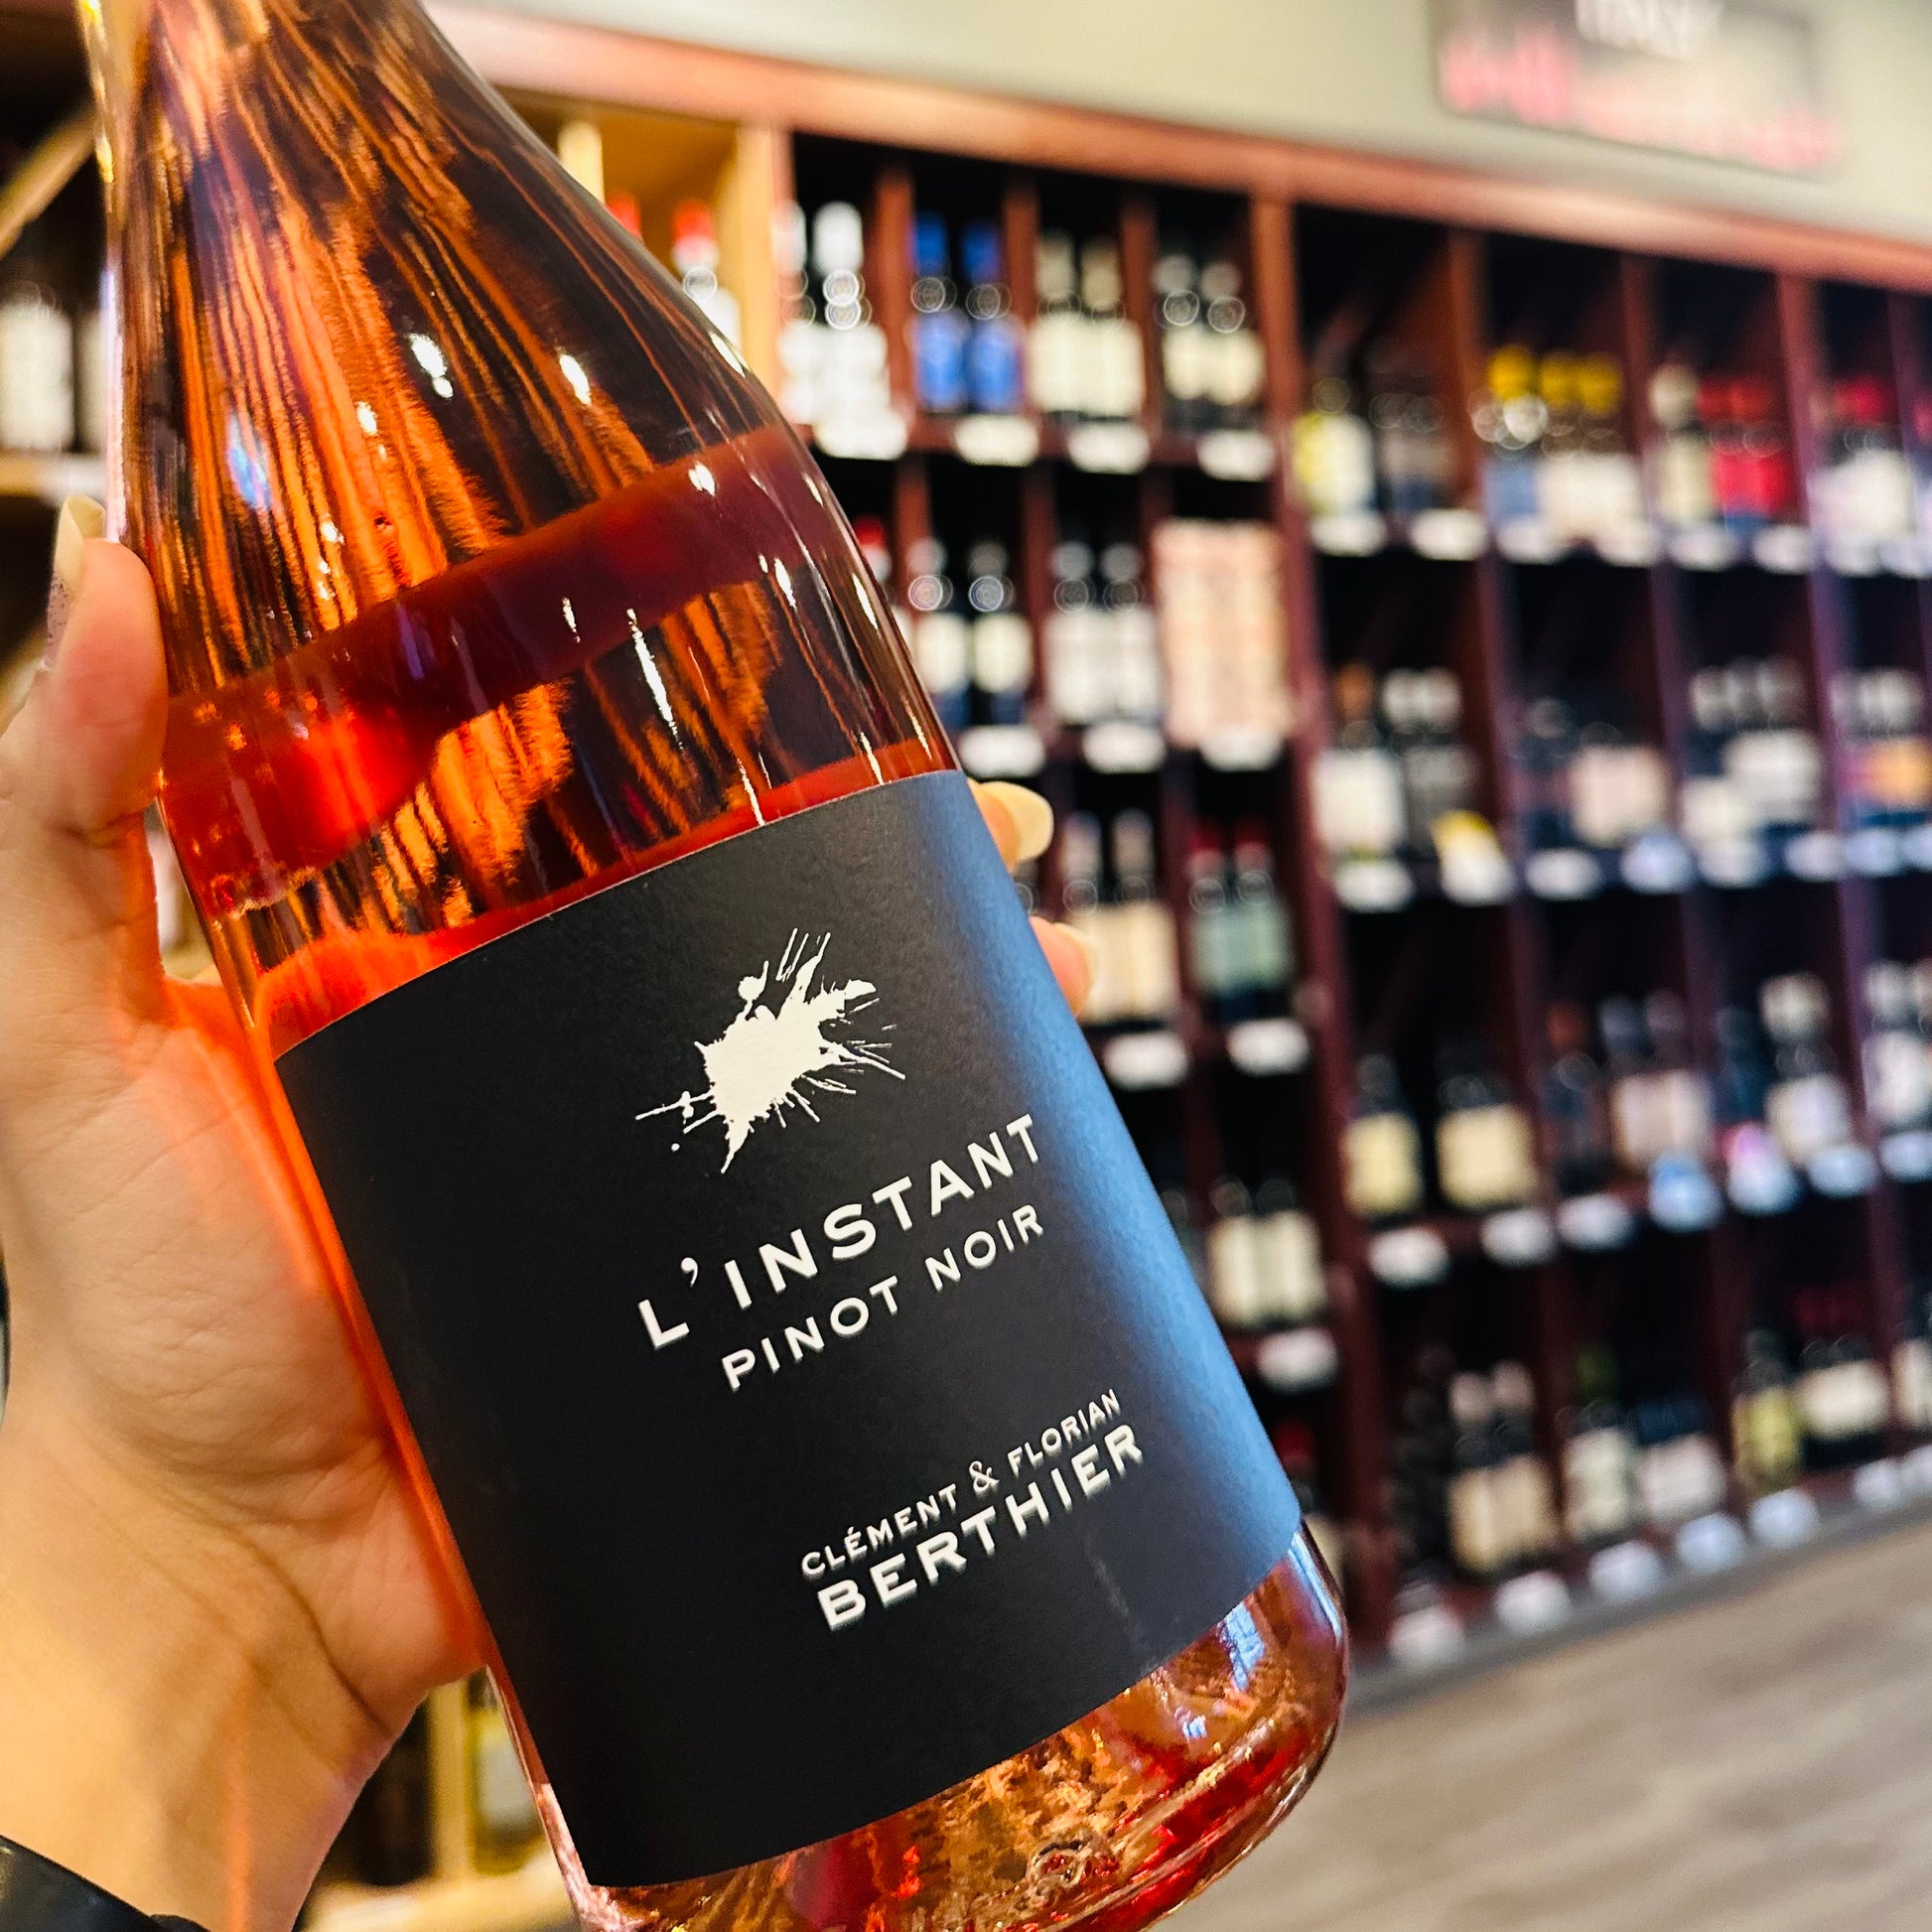 L'INSTANT
PINOT NOIR
CLÉMENT & FLORIAN
BERTHIER